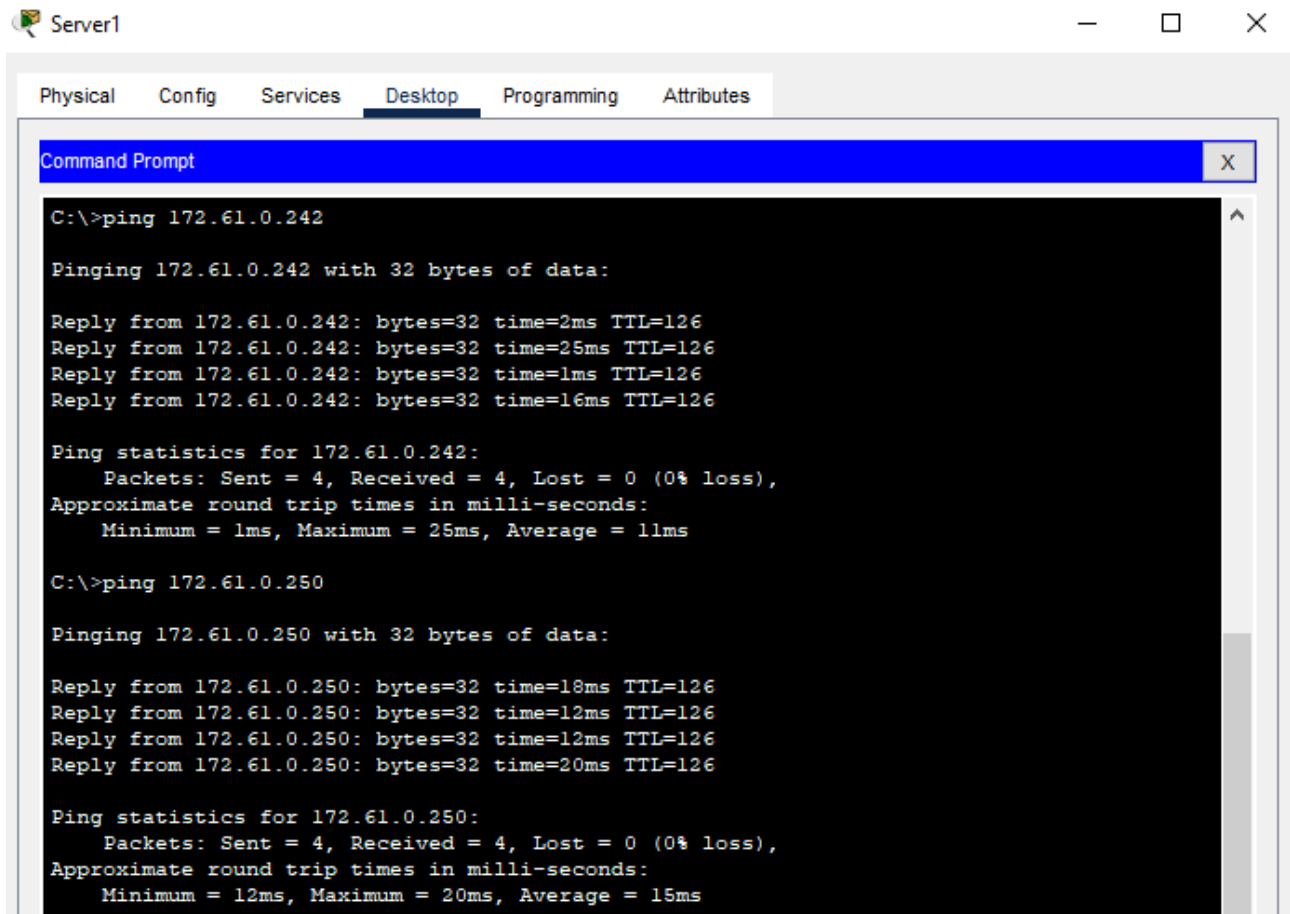 Server1
Physical Config Services Desktop Programming Attributes
Command Prompt X
C:\>ping 172.61.0.242
Pinging 172.61.0.242 with 32 bytes of data:
Reply from 172.61.0.242: bytes=32 time=2ms TTL=126
Reply from 172.61.0.242: bytes=32 time=25ms TTL=126
Reply from 172.61.0.242: bytes=32 time=1ms TTL=126
Reply from 172.61.0.242: bytes=32 time=16ms TTL=126
Ping statistics for 172.61.0.242:
Packets: Sent = 4, Received = 4, Lost = 0 (0% loss),
Approximate round trip times in milli-seconds:
Minimum = 1ms, Maximum = 25ms, Average = 11ms
C:\>ping 172.61.0.250
Pinging 172.61.0.250 with 32 bytes of data:
Reply from 172.61.0.250: bytes=32 time=18ms TTL=126
Reply from 172.61.0.250: bytes=32 time=12ms TTL=126
Reply from 172.61.0.250: bytes=32 time=12ms TTL=126
Reply from 172.61.0.250: bytes=32 time=20ms TTL=126
Ping statistics for 172.61.0.250:
Packets: Sent = 4, Received = 4, Lost = 0 (0% loss),
Approximate round trip times in milli-seconds:
Minimum = 12ms, Maximum = 20ms, Average = 15ms